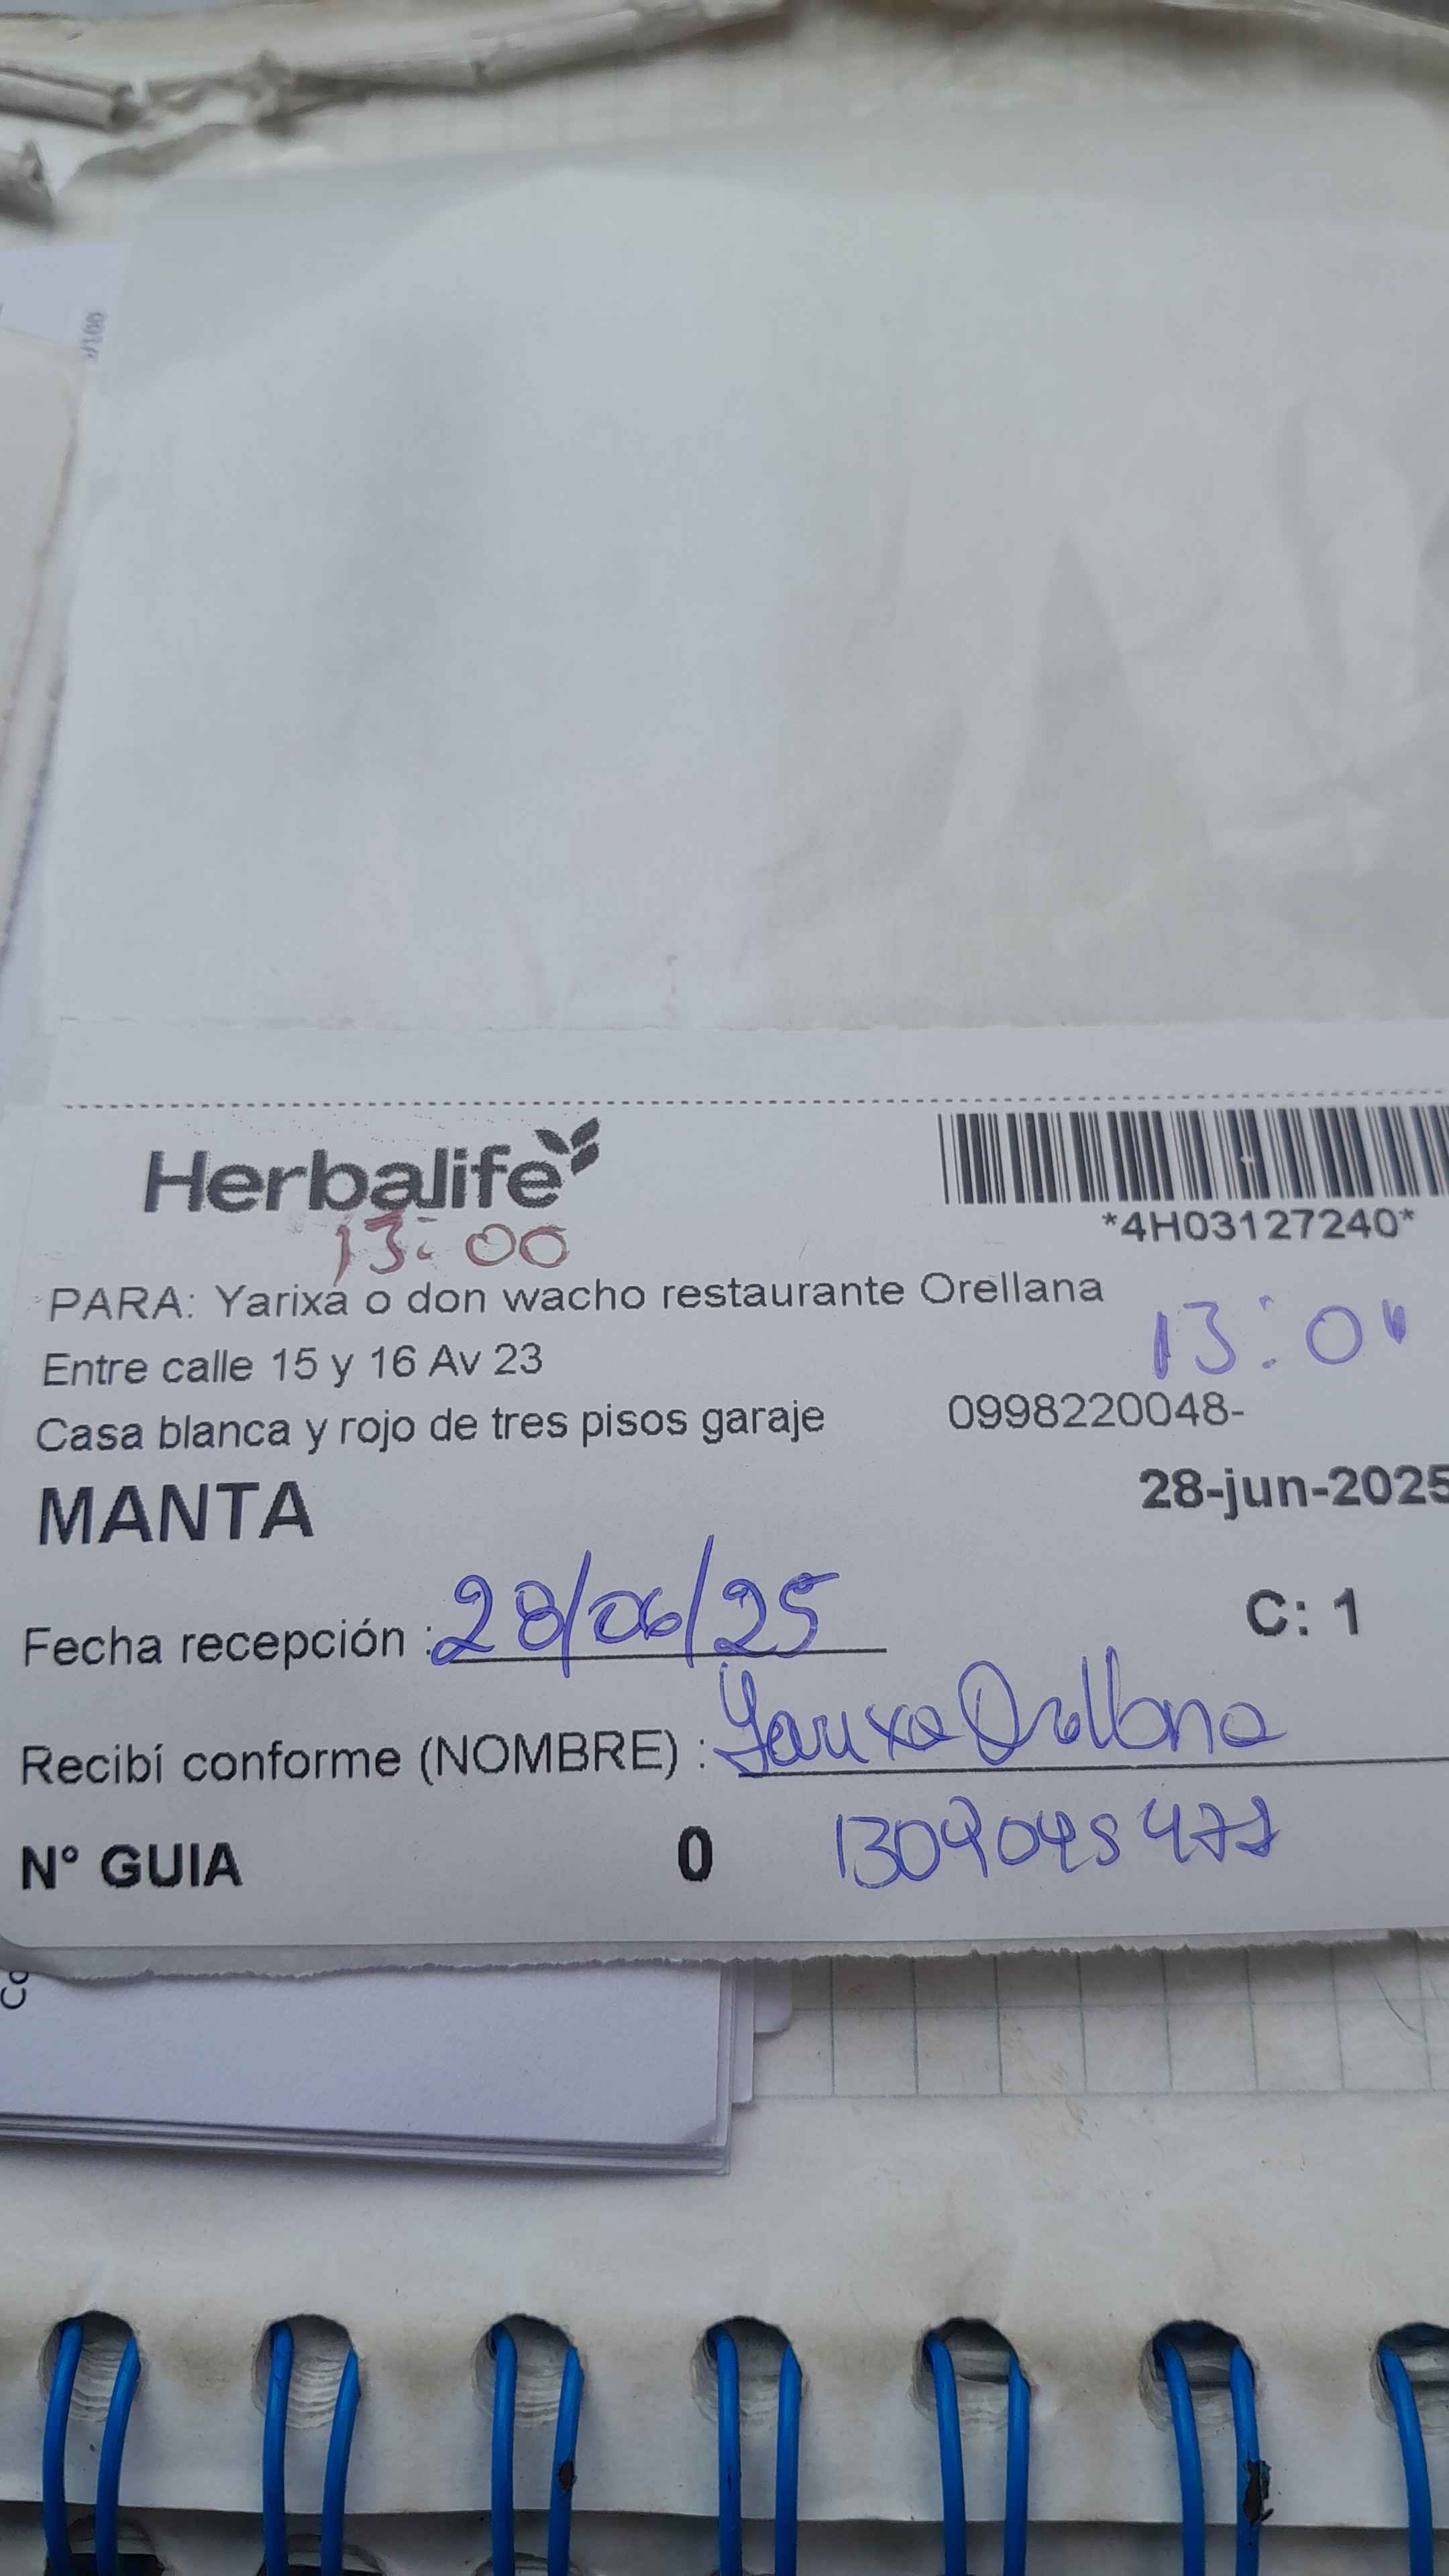 Herbalife
*4H03127240*
13:00
PARA: Yarixa o don wacho restaurante Orellana
13:0
Entre calle 15 y 16 Av 23
Casa blanca y rojo de tres pisos garaje 0998220048-
MANTA 28-jun-2025
Fecha recepción : 28/06/25 C: 1
Recibí conforme (NOMBRE) : Yarixa Orellana
N° GUIA 0
Co